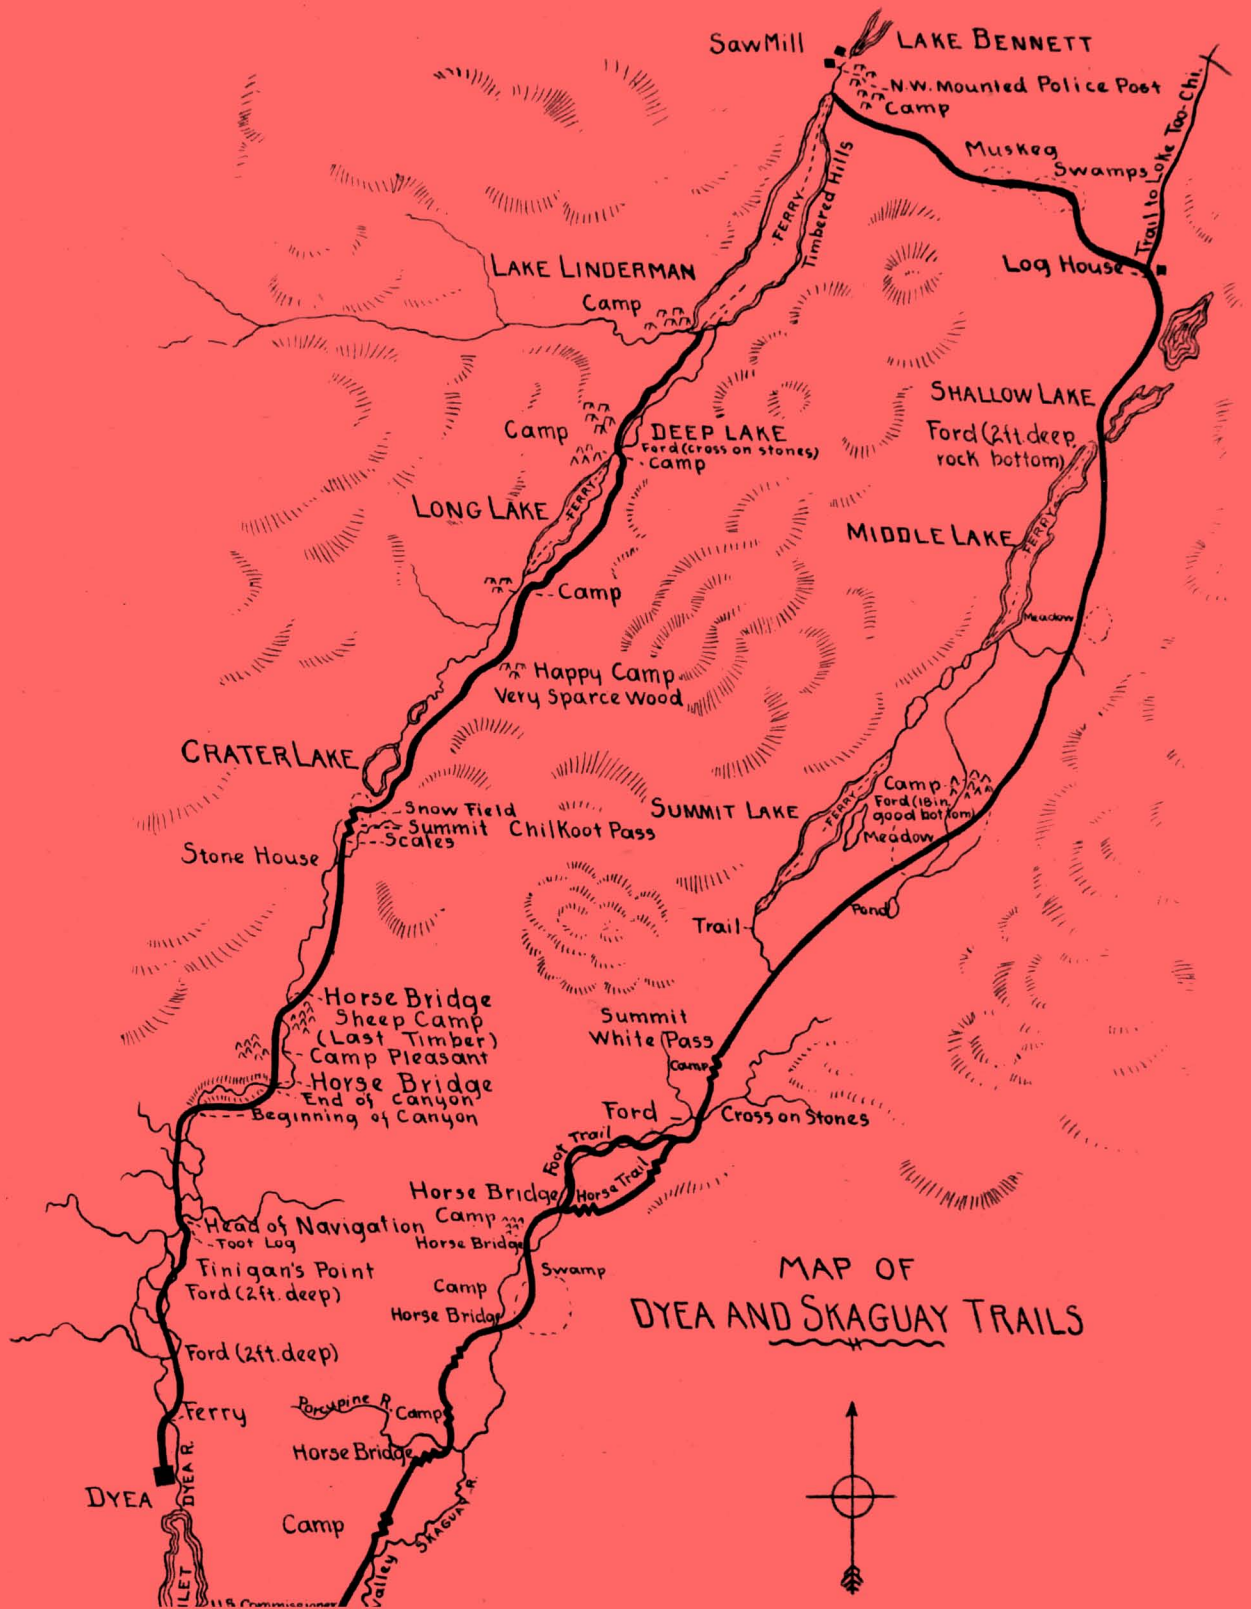 SawMill
LAKE BENNETT
N.W. Mounted Police Post
Camp
Muskeg
Swamps
Trail to Lake Too-Chi.
Timbered Hills
FERRY
Log House
LAKE LINDERMAN
Camp
SHALLOW LAKE
Ford (2ft. deep,
rock bottom)
Camp
DEEP LAKE
Ford (cross on stones)
Camp
LONG LAKE
FERRY
MIDDLE LAKE
FERRY
Camp
Meadow
Happy Camp
Very Sparce Wood
CRATER LAKE
Snow Field
Summit Chilkoot Pass
Scales
Stone House
SUMMIT LAKE
FERRY
Camp
Ford (18 in.
good bottom)
Meadow
Pond
Trail
Horse Bridge
Sheep Camp
(Last Timber)
Camp Pleasant
Horse Bridge
End of Canyon
Beginning of Canyon
Summit
White Pass
Camp
Ford
Cross on Stones
Foot Trail
Horse Trail
Horse Bridge
Camp
Horse Bridge
Head of Navigation
Foot Log
Finigan's Point
Ford (2ft. deep)
Swamp
Camp
Horse Bridge
MAP OF
DYEA AND SKAGUAY TRAILS
Ford (2ft. deep)
Ferry
Porcupine R.
Camp
Horse Bridge
DYEA
DYEA R.
Camp
SKAGUAY R.
Valley
ILET
U.S. Commissioner